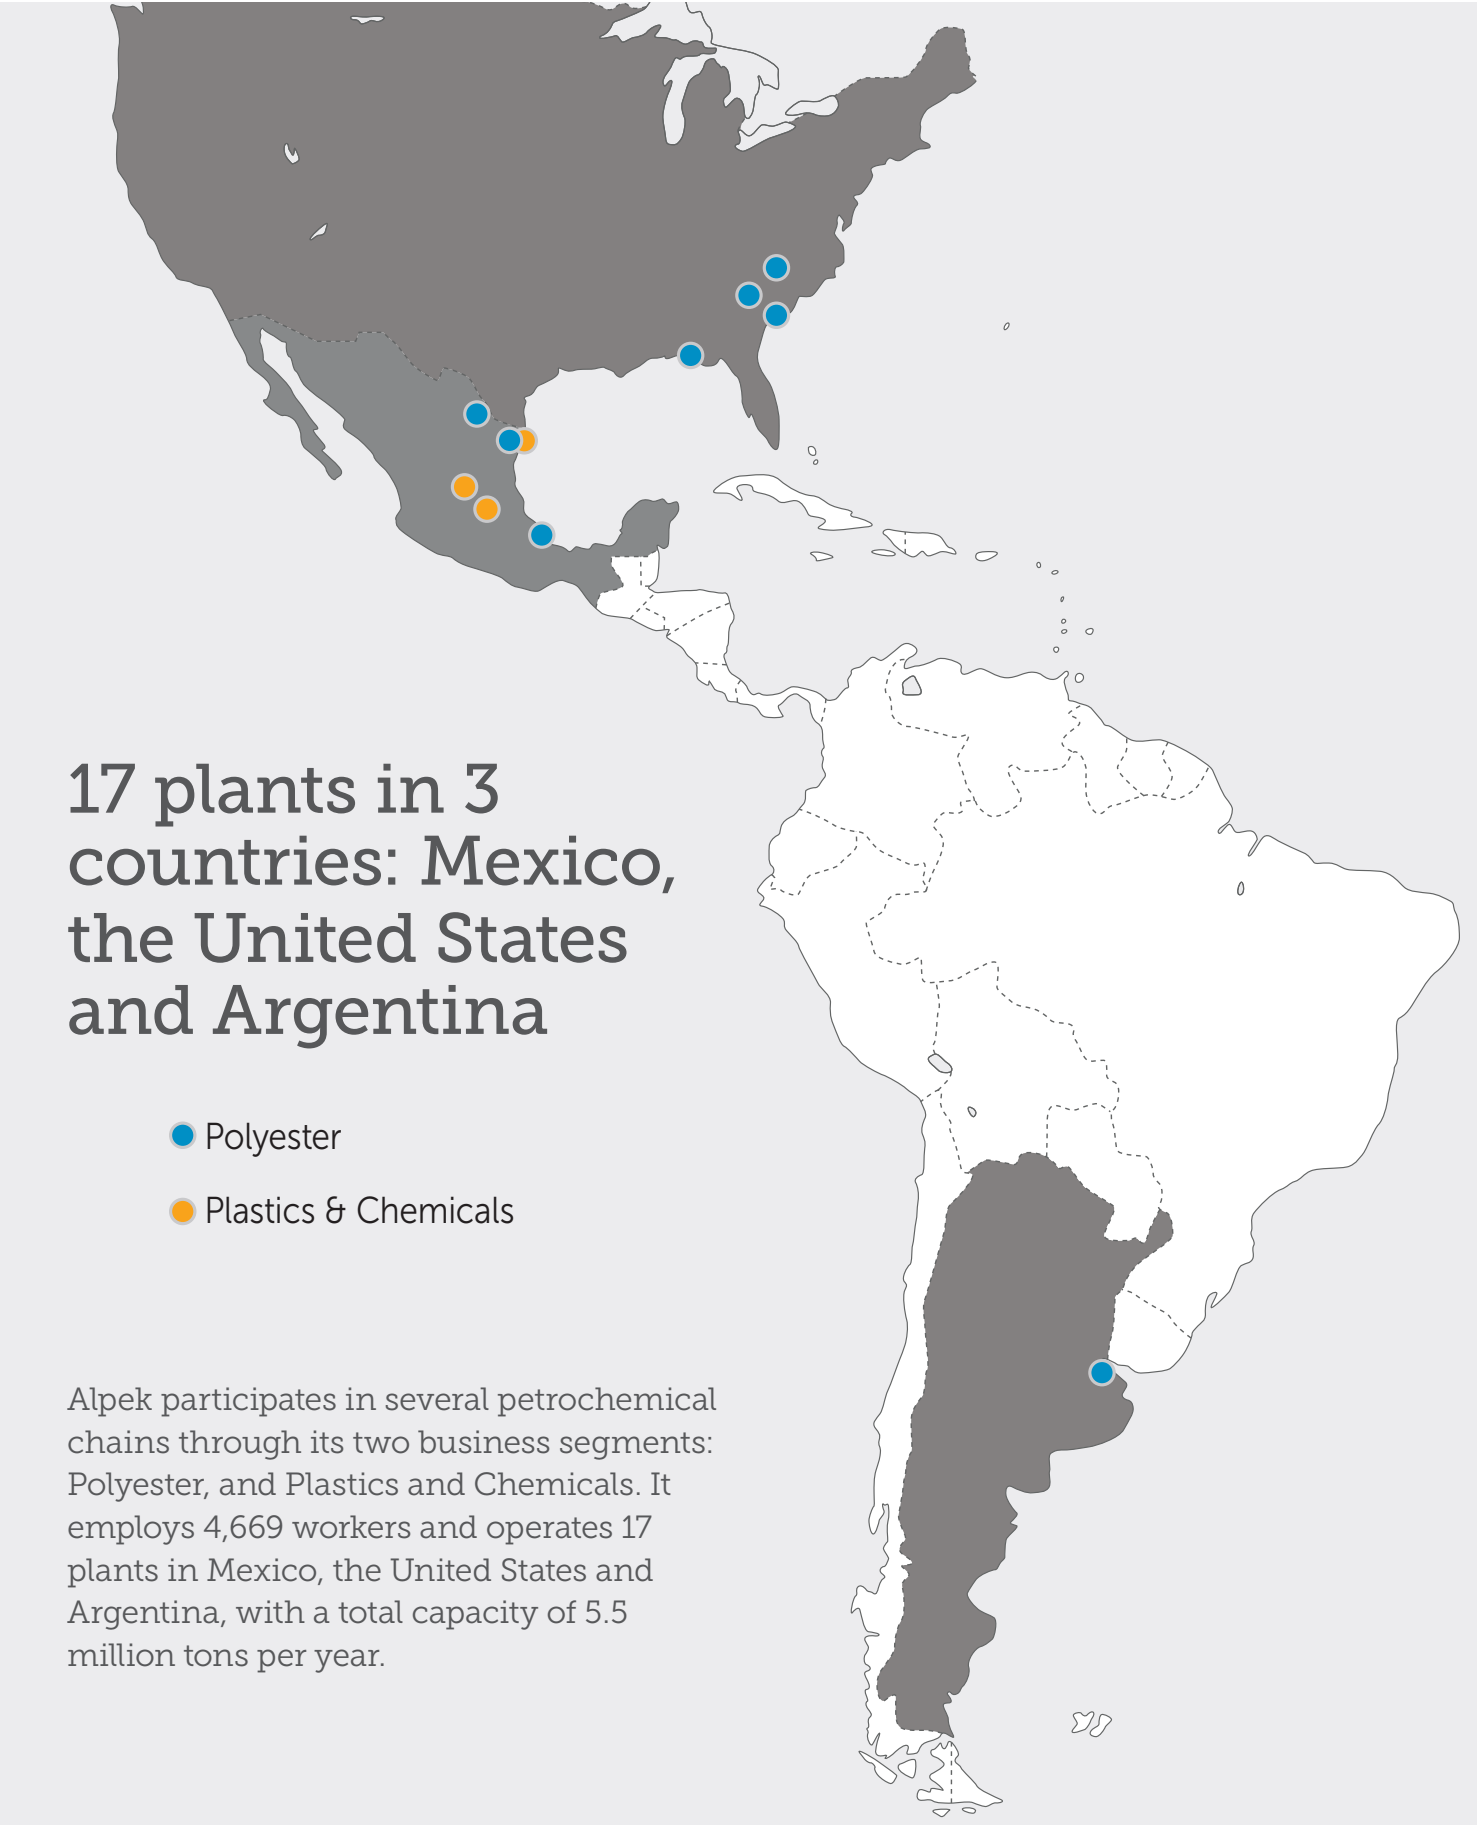 17 plants in 3
countries: Mexico,
the United States
and Argentina
Polyester
Plastics & Chemicals
Alpek participates in several petrochemical
chains through its two business segments:
Polyester, and Plastics and Chemicals. It
employs 4,669 workers and operates 17
plants in Mexico, the United States and
Argentina, with a total capacity of 5.5
million tons per year.